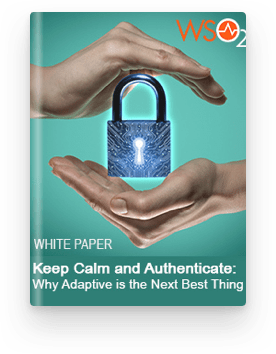 WSO2
WHITE PAPER
Keep Calm and Authenticate:
Why Adaptive is the Next Best Thing